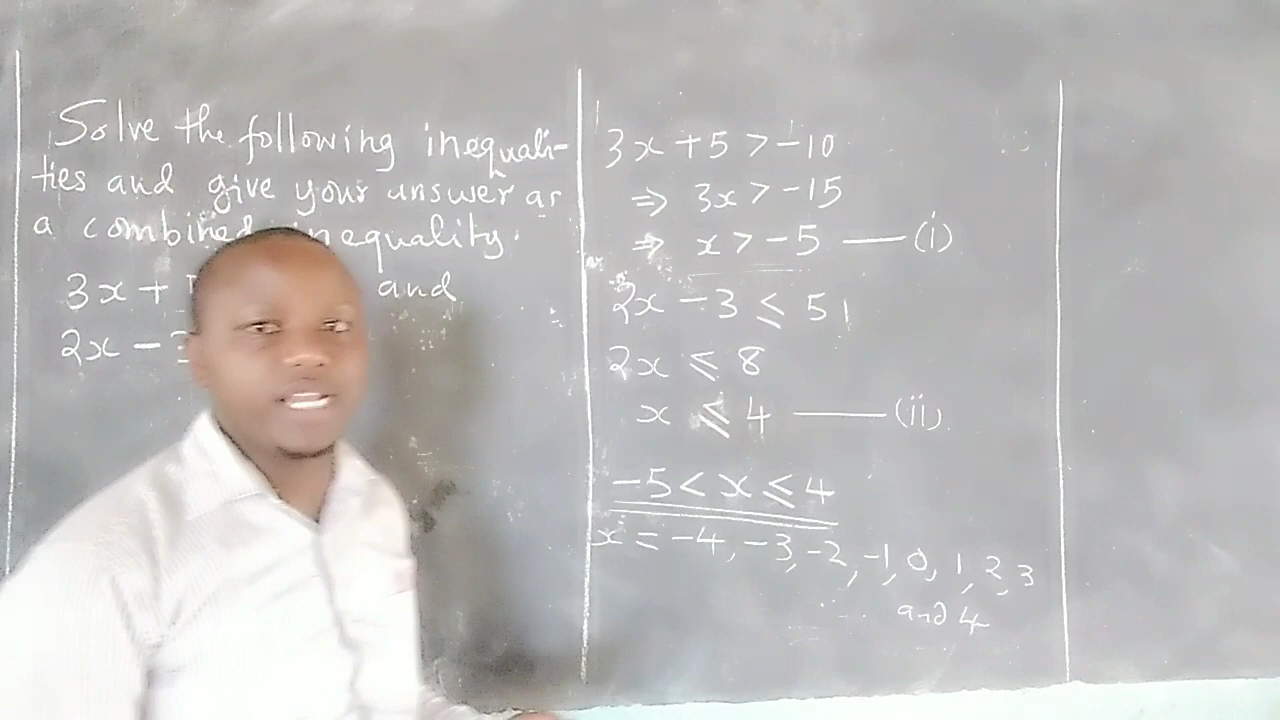 Solve the following inequali-
ties and give your answer as
a combined inequality.
3x + and
2x - 3
3x + 5 > -10
⇒ 3x > -15
⇒ x > -5 — (i)
2x - 3 ⩽ 5
2x ⩽ 8
x ⩽ 4 — (ii)
-5 < x ⩽ 4
x = -4, -3, -2, -1, 0, 1, 2, 3
and 4